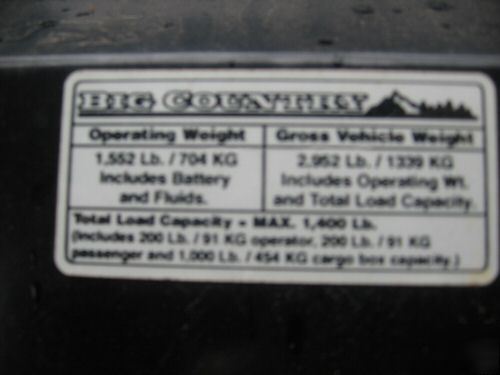 BIG COUNTRY
Operating Weight
1,552 Lb. / 704 KG
Includes Battery
and Fluids.
Gross Vehicle Weight
2,952 Lb. / 1339 KG
Includes Operating Wt.
and Total Load Capacity.
Total Load Capacity - MAX. 1,400 Lb.
(Includes 200 Lb. / 91 KG operator, 200 Lb. / 91 KG
passenger and 1,000 Lb. / 454 KG cargo box capacity.)